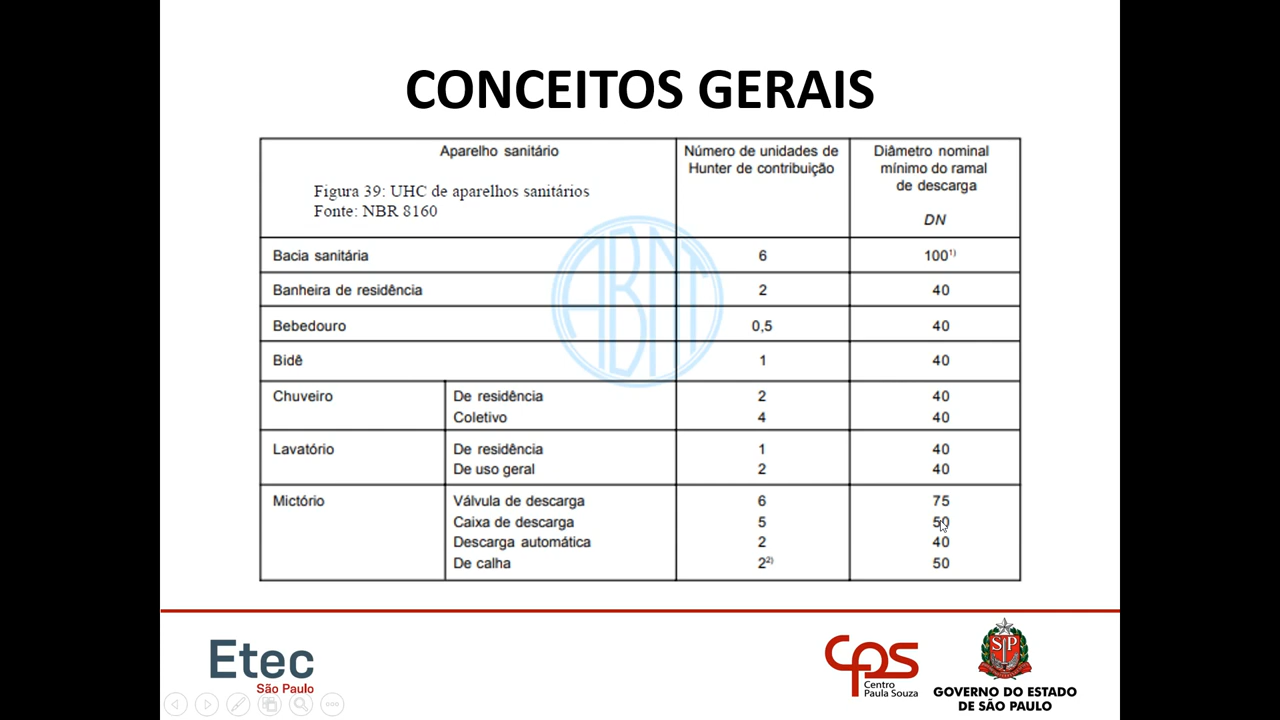 CONCEITOS GERAIS
Aparelho sanitário
Número de unidades de
Hunter de contribuição
Diâmetro nominal
mínimo do ramal
de descarga
DN
Figura 39: UHC de aparelhos sanitários
Fonte: NBR 8160
ABNT
Bacia sanitária 6 100¹⁾
Banheira de residência 2 40
Bebedouro 0,5 40
Bidê 1 40
Chuveiro De residência 2 40
Coletivo 4 40
Lavatório De residência 1 40
De uso geral 2 40
Mictório Válvula de descarga 6 75
Caixa de descarga 5 50
Descarga automática 2 40
De calha 2²⁾ 50
Etec
São Paulo
cps
Centro
Paula Souza
SP
GOVERNO DO ESTADO
DE SÃO PAULO